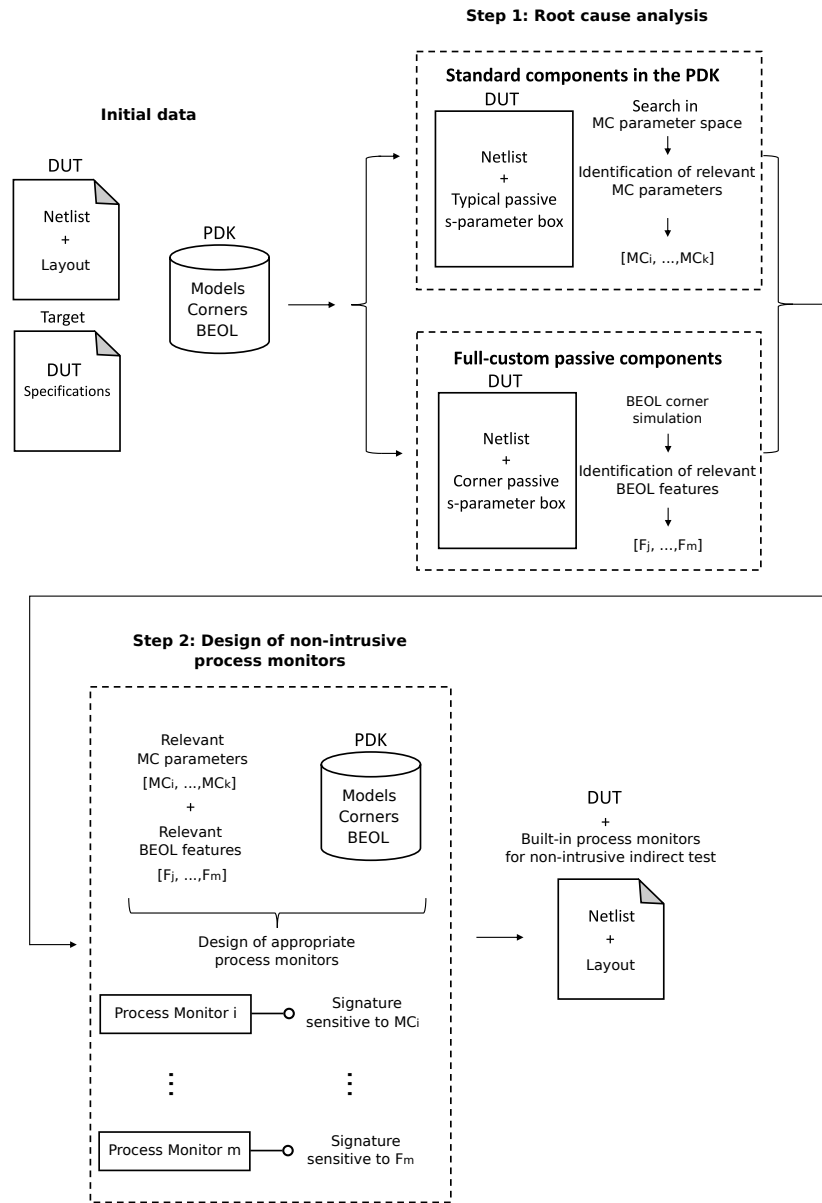 Step 1: Root cause analysis
Initial data
DUT
Netlist
+
Layout
Target
DUT
Specifications
PDK
Models
Corners
BEOL
Standard components in the PDK
DUT
Netlist
+
Typical passive
s-parameter box
Search in
MC parameter space
Identification of relevant
MC parameters
[MCi, ...,MCk]
Full-custom passive components
DUT
Netlist
+
Corner passive
s-parameter box
BEOL corner
simulation
Identification of relevant
BEOL features
[Fj, ...,Fm]
Step 2: Design of non-intrusive
process monitors
Relevant
MC parameters
[MCi, ...,MCk]
+
Relevant
BEOL features
[Fj, ...,Fm]
PDK
Models
Corners
BEOL
Design of appropriate
process monitors
Process Monitor i
Signature
sensitive to MCi
⋮ ⋮
Process Monitor m
Signature
sensitive to Fm
DUT
+
Built-in process monitors
for non-intrusive indirect test
Netlist
+
Layout